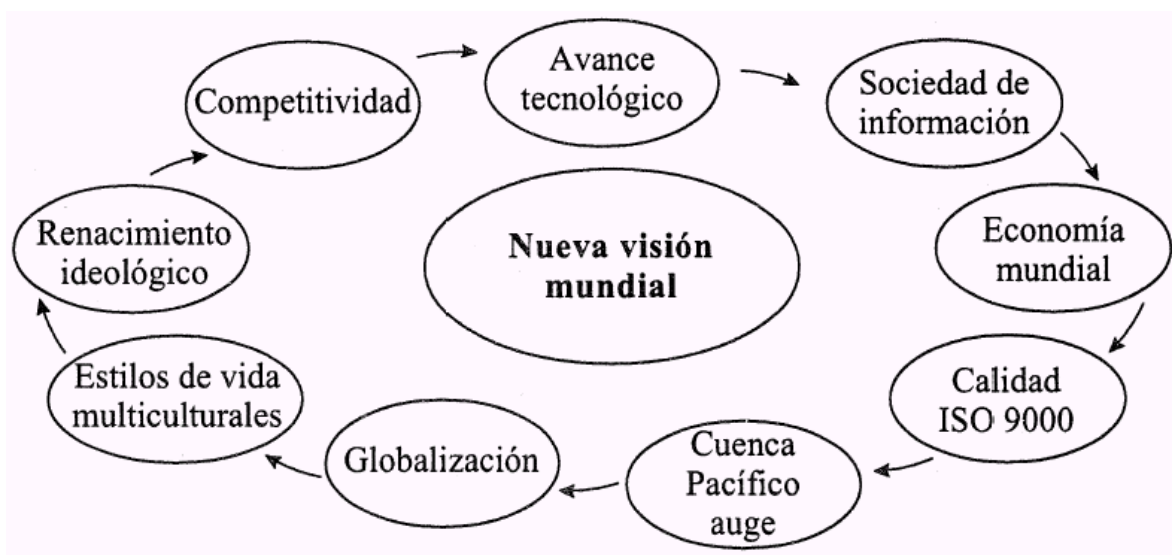 Avance
tecnológico
Sociedad de
información
Economía
mundial
Calidad
ISO 9000
Cuenca
Pacífico
auge
Globalización
Estilos de vida
multiculturales
Renacimiento
ideológico
Competitividad
Nueva visión
mundial